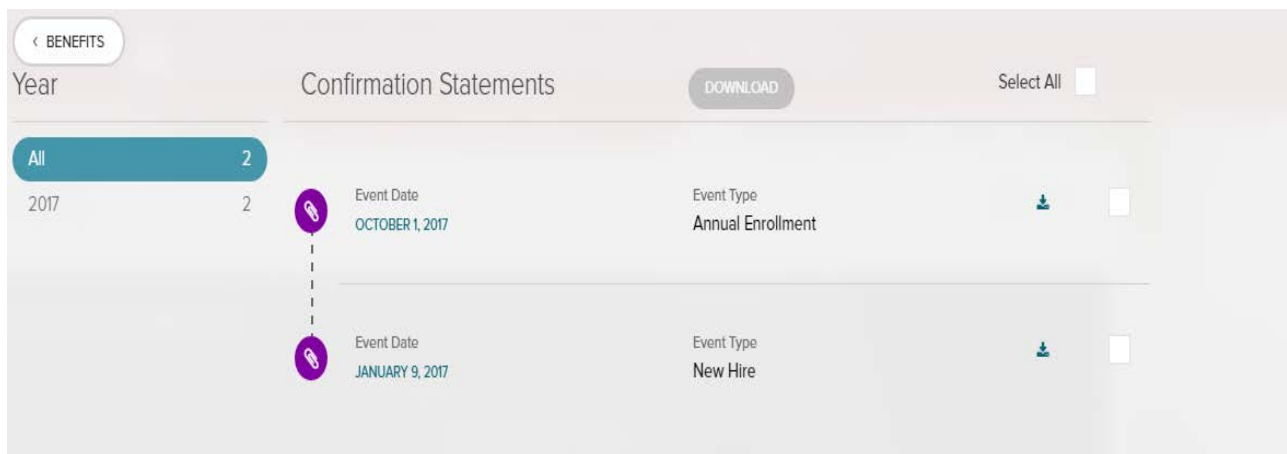 ‹ BENEFITS
Year
Confirmation Statements
DOWNLOAD
Select All
All 2
2017 2
Event Date
OCTOBER 1, 2017
Event Type
Annual Enrollment
Event Date
JANUARY 9, 2017
Event Type
New Hire